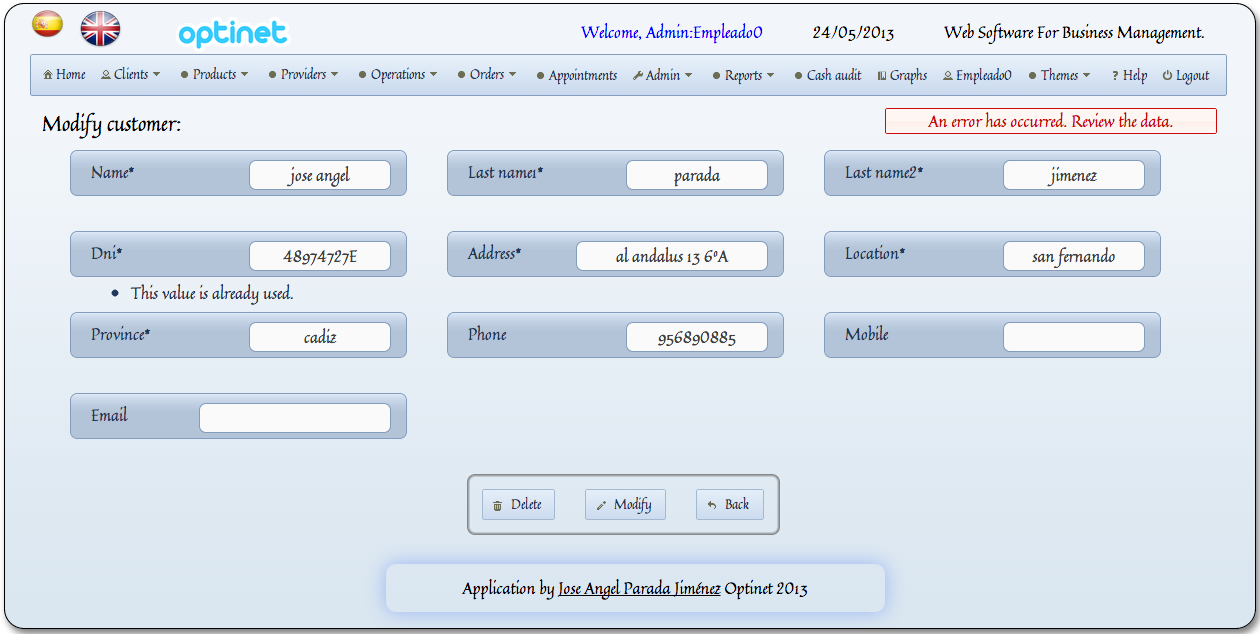 optinet Welcome, Admin:Empleado0 24/05/2013 Web Software For Business Management.
Home Clients Products Providers Operations Orders Appointments Admin Reports Cash audit Graphs Empleado0 Themes ? Help Logout
Modify customer: An error has occurred. Review the data.
Name* jose angel Last name1* parada Last name2* jimenez
Dni* 48974727E Address* al andalus 13 6ºA Location* san fernando
• This value is already used.
Province* cadiz Phone 956890885 Mobile
Email
Delete Modify Back
Application by Jose Angel Parada Jiménez Optinet 2013